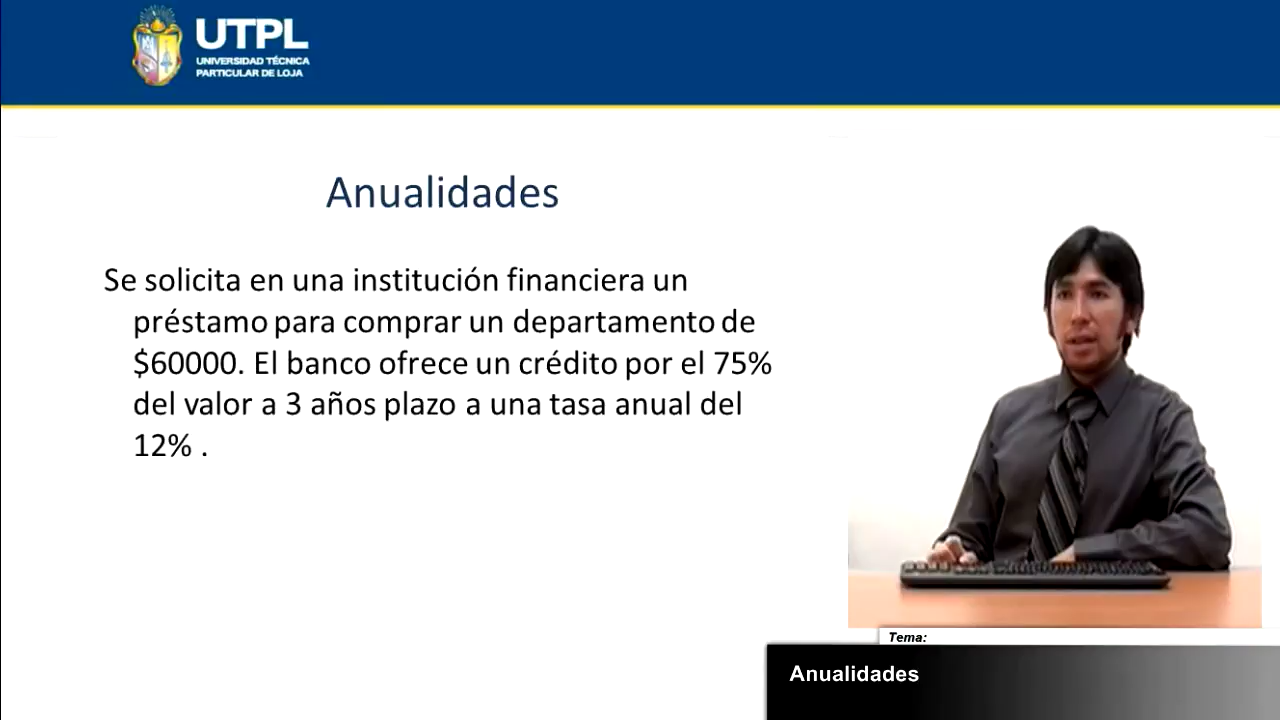 UTPL
UNIVERSIDAD TÉCNICA
PARTICULAR DE LOJA
Anualidades
Se solicita en una institución financiera un
préstamo para comprar un departamento de
$60000. El banco ofrece un crédito por el 75%
del valor a 3 años plazo a una tasa anual del
12% .
Tema:
Anualidades